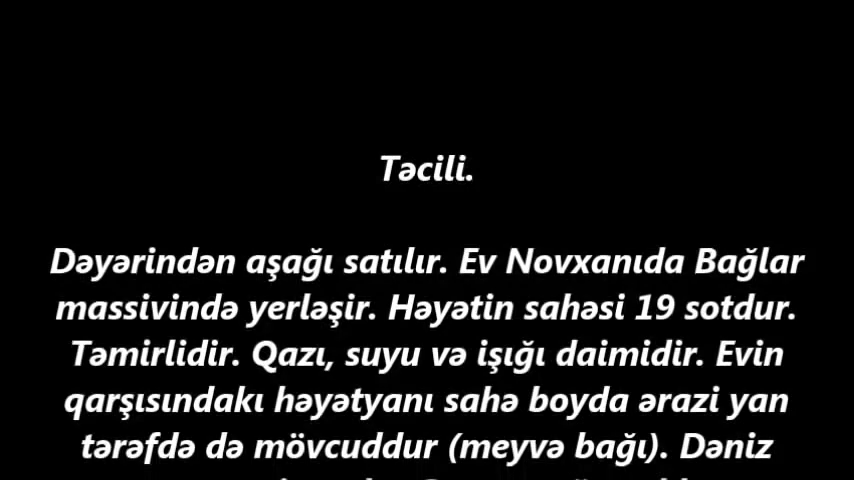 Təcili.
Dəyərindən aşağı satılır. Ev Novxanıda Bağlar
massivində yerləşir. Həyətin sahəsi 19 sotdur.
Təmirlidir. Qazı, suyu və işığı daimidir. Evin
qarşısındakı həyətyanı sahə boyda ərazi yan
tərəfdə də mövcuddur (meyvə bağı). Dəniz